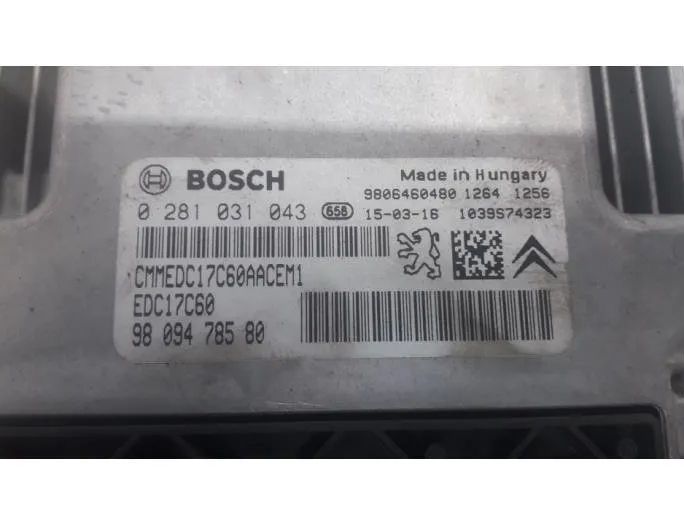 BOSCH
Made in Hungary
9806460480 1264 1256
0 281 031 043 658 15-03-16 1039S74323
CMMEDC17C60AACEM1
EDC17C60
98 094 785 80